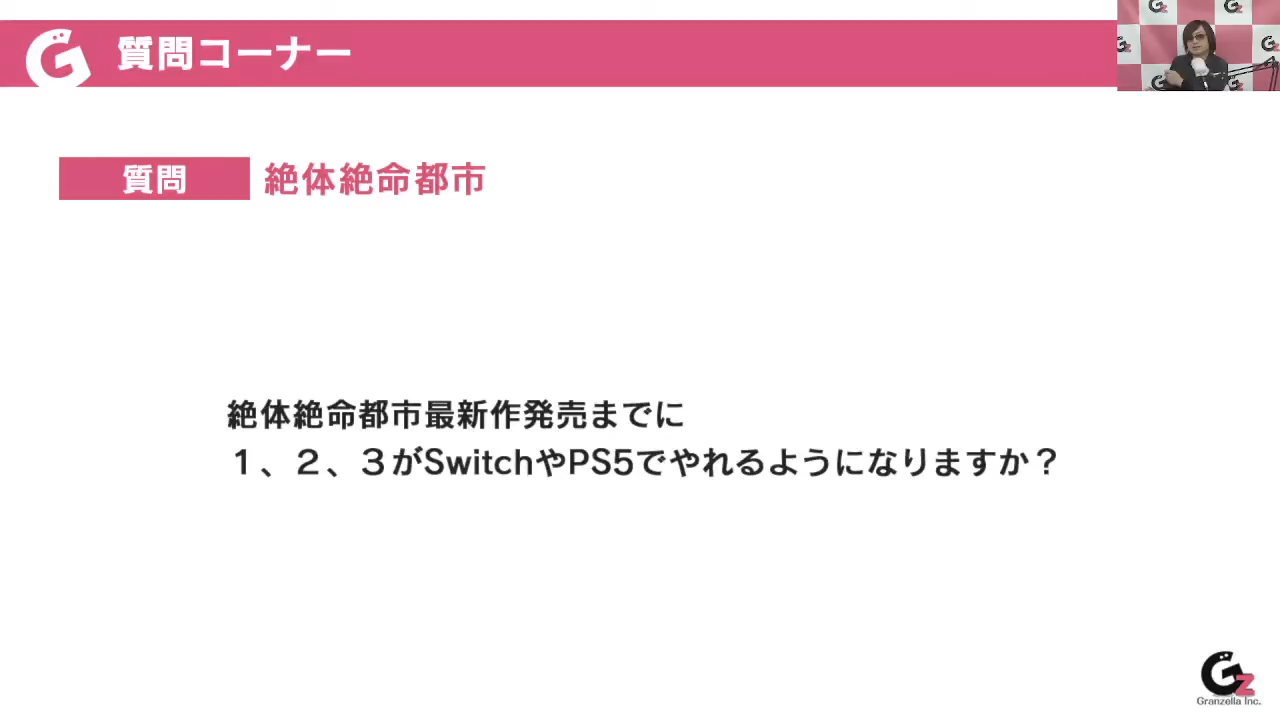 質問コーナー
質問
絶体絶命都市
絶体絶命都市最新作発売までに
１、２、３がSwitchやPS5でやれるようになりますか？
Gz
Granzella Inc.